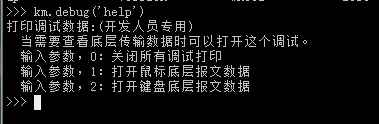 >>> km.debug('help')
打印调试数据:(开发人员专用)
当需要查看底层传输数据时可以打开这个调试。
输入参数，0: 关闭所有调试打印
输入参数，1: 打开鼠标底层报文数据
输入参数，2: 打开键盘底层报文数据
>>>